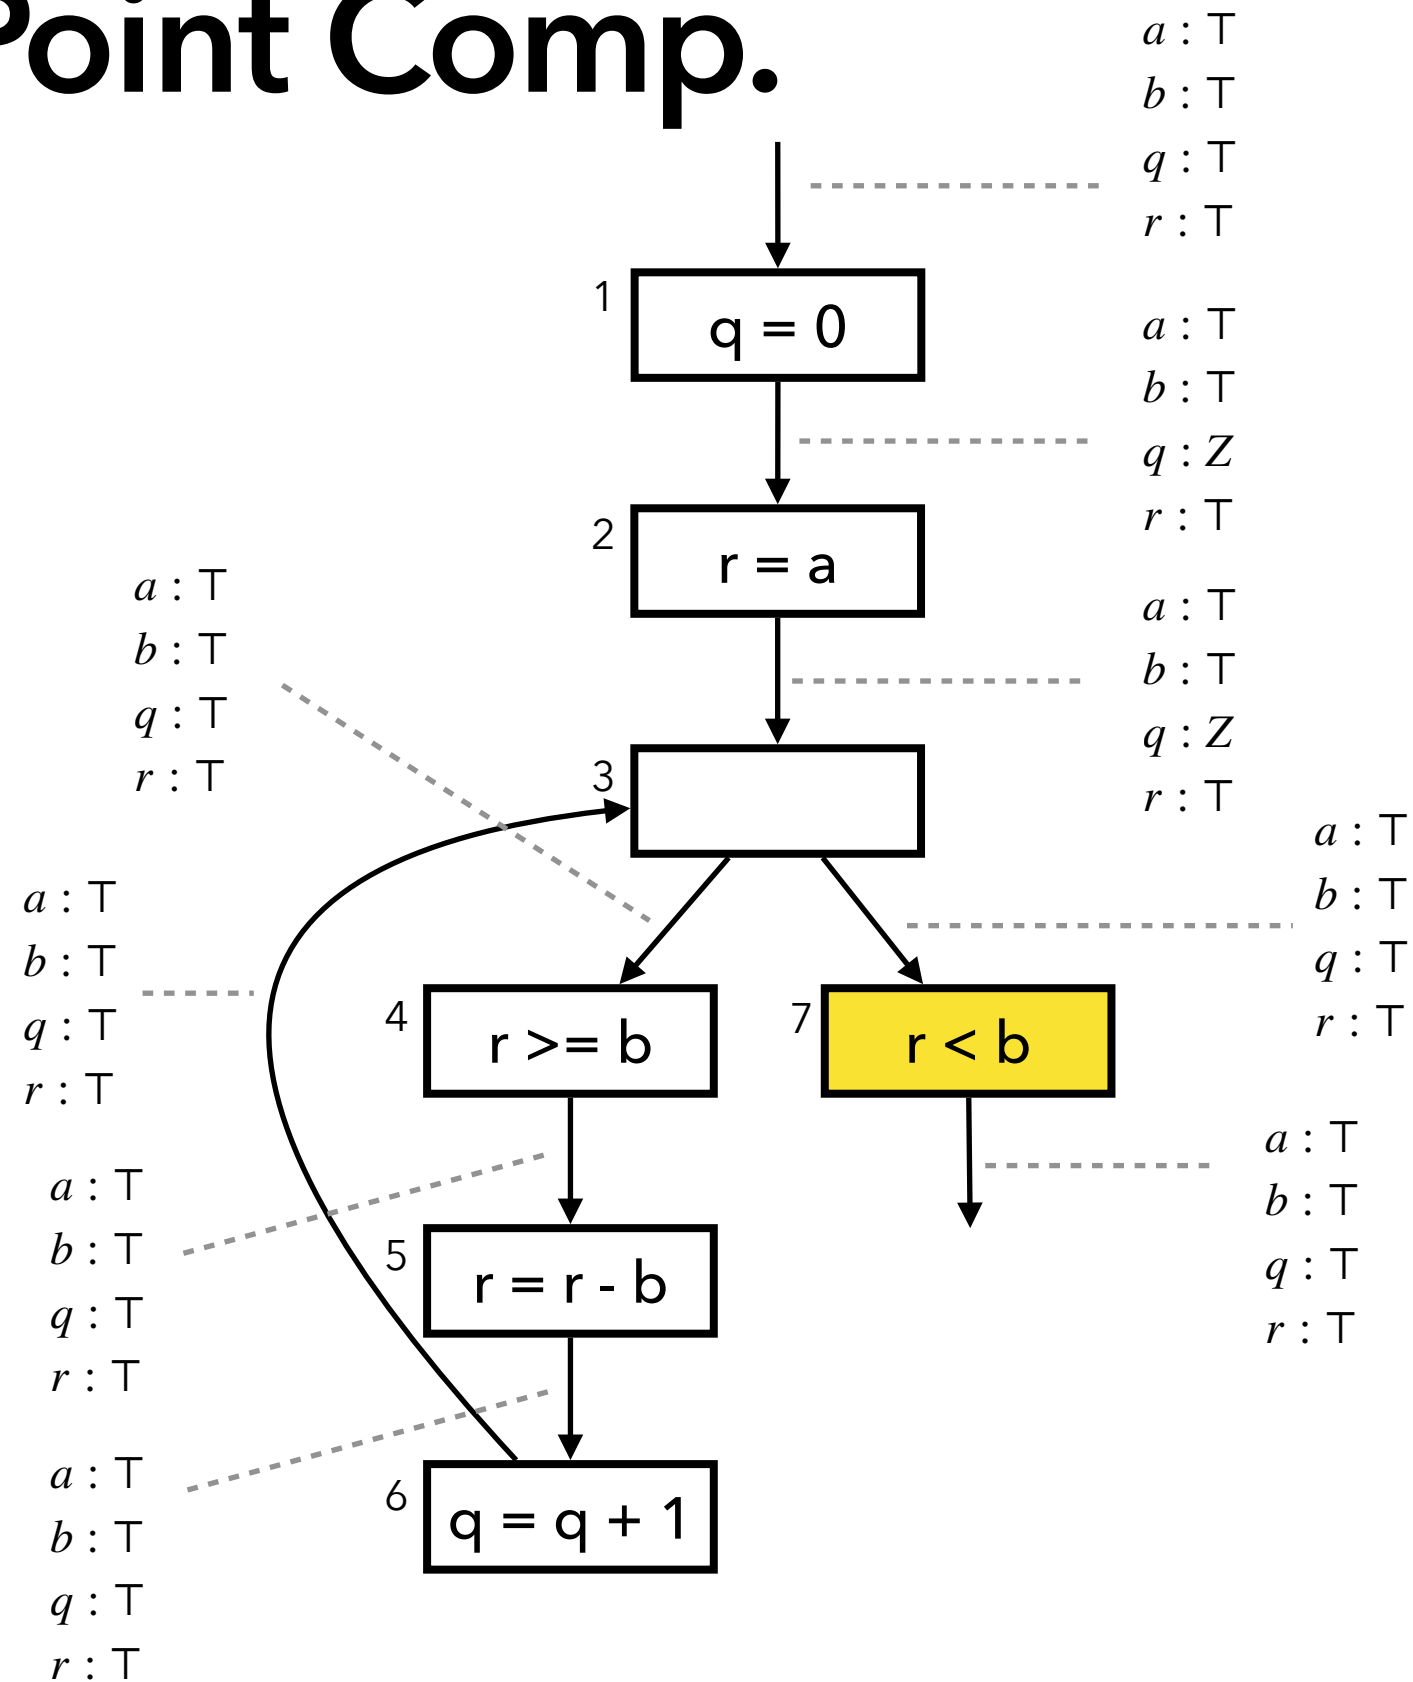 Point Comp.
a : ⊤
b : ⊤
q : ⊤
r : ⊤
1
q = 0
a : ⊤
b : ⊤
q : Z
r : ⊤
2
r = a
a : ⊤
b : ⊤
q : Z
r : ⊤
a : ⊤
b : ⊤
q : ⊤
r : ⊤
3
a : ⊤
b : ⊤
q : ⊤
r : ⊤
a : ⊤
b : ⊤
q : ⊤
r : ⊤
4
r >= b
7
r < b
a : ⊤
b : ⊤
q : ⊤
r : ⊤
a : ⊤
b : ⊤
q : ⊤
r : ⊤
5
r = r - b
a : ⊤
b : ⊤
q : ⊤
r : ⊤
6
q = q + 1